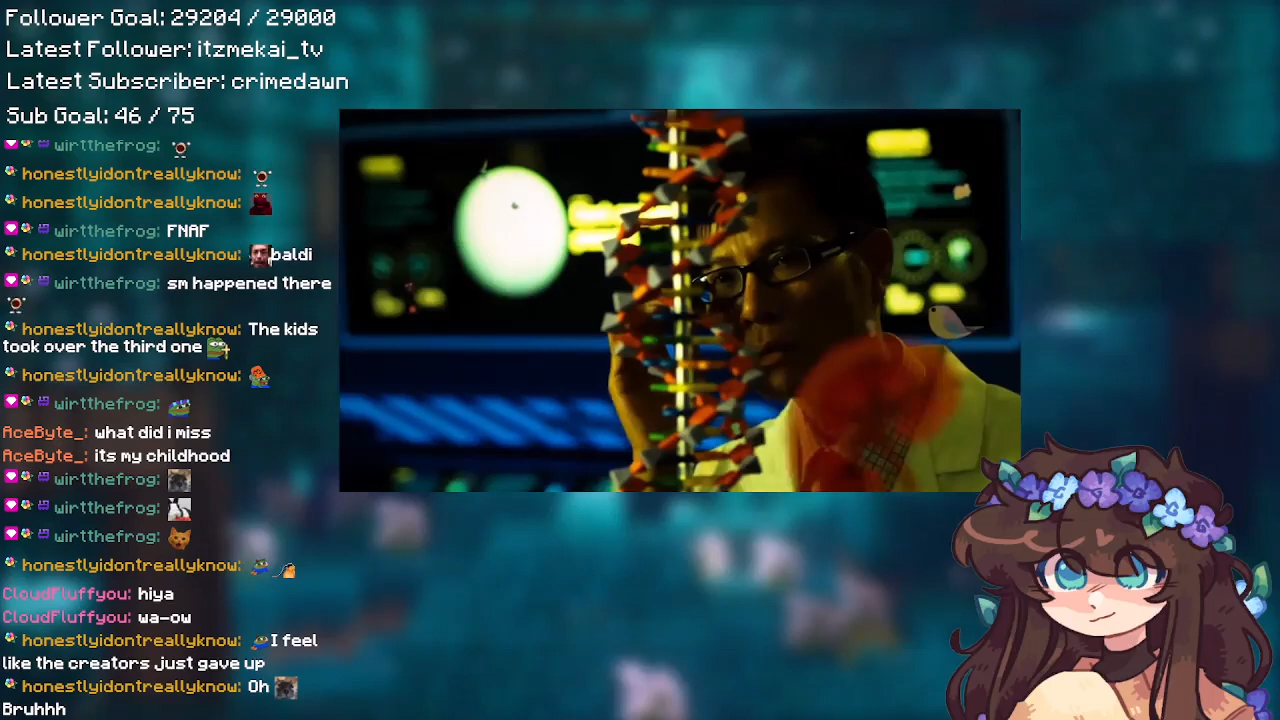 Follower Goal: 29204 / 29000
Latest Follower: itzmekai_tv
Latest Subscriber: crimedawn
Sub Goal: 46 / 75
wirtthefrog:
honestlyidontreallyknow:
honestlyidontreallyknow:
wirtthefrog: FNAF
honestlyidontreallyknow: baldi
wirtthefrog: sm happened there
honestlyidontreallyknow: The kids
took over the third one
honestlyidontreallyknow:
wirtthefrog:
AceByte_: what did i miss
AceByte_: its my childhood
wirtthefrog:
wirtthefrog:
wirtthefrog:
honestlyidontreallyknow:
CloudFluffyou: hiya
CloudFluffyou: wa-ow
honestlyidontreallyknow: I feel
like the creators just gave up
honestlyidontreallyknow: Oh
Bruhhh